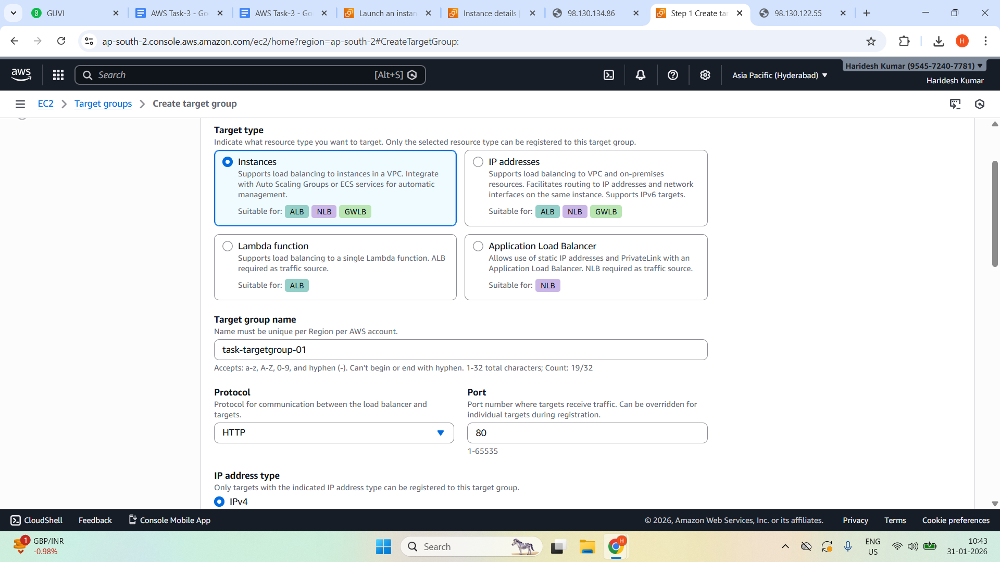 GUVI
AWS Task-3 - Go
AWS Task-3 - Go
Launch an instan
Instance details |
98.130.134.86
Step 1 Create tar
98.130.122.55
ap-south-2.console.aws.amazon.com/ec2/home?region=ap-south-2#CreateTargetGroup:
H
aws
Search
[Alt+S]
Asia Pacific (Hyderabad)
Haridesh Kumar (9545-7240-7781)
Haridesh Kumar
EC2
Target groups
Create target group
Target type
Indicate what resource type you want to target. Only the selected resource type can be registered to this target group.
Instances
Supports load balancing to instances in a VPC. Integrate
with Auto Scaling Groups or ECS services for automatic
management.
Suitable for: ALB NLB GWLB
IP addresses
Supports load balancing to VPC and on-premises
resources. Facilitates routing to IP addresses and network
interfaces on the same instance. Supports IPv6 targets.
Suitable for: ALB NLB GWLB
Lambda function
Supports load balancing to a single Lambda function. ALB
required as traffic source.
Suitable for: ALB
Application Load Balancer
Allows use of static IP addresses and PrivateLink with an
Application Load Balancer. NLB required as traffic source.
Suitable for: NLB
Target group name
Name must be unique per Region per AWS account.
task-targetgroup-01
Accepts: a-z, A-Z, 0-9, and hyphen (-). Can't begin or end with hyphen. 1-32 total characters; Count: 19/32
Protocol
Protocol for communication between the load balancer and
targets.
HTTP
Port
Port number where targets receive traffic. Can be overridden for
individual targets during registration.
80
1-65535
IP address type
Only targets with the indicated IP address type can be registered to this target group.
IPv4
CloudShell
Feedback
Console Mobile App
© 2026, Amazon Web Services, Inc. or its affiliates.
Privacy
Terms
Cookie preferences
1
GBP/INR
-0.98%
Search
H
ENG
US
10:43
31-01-2026